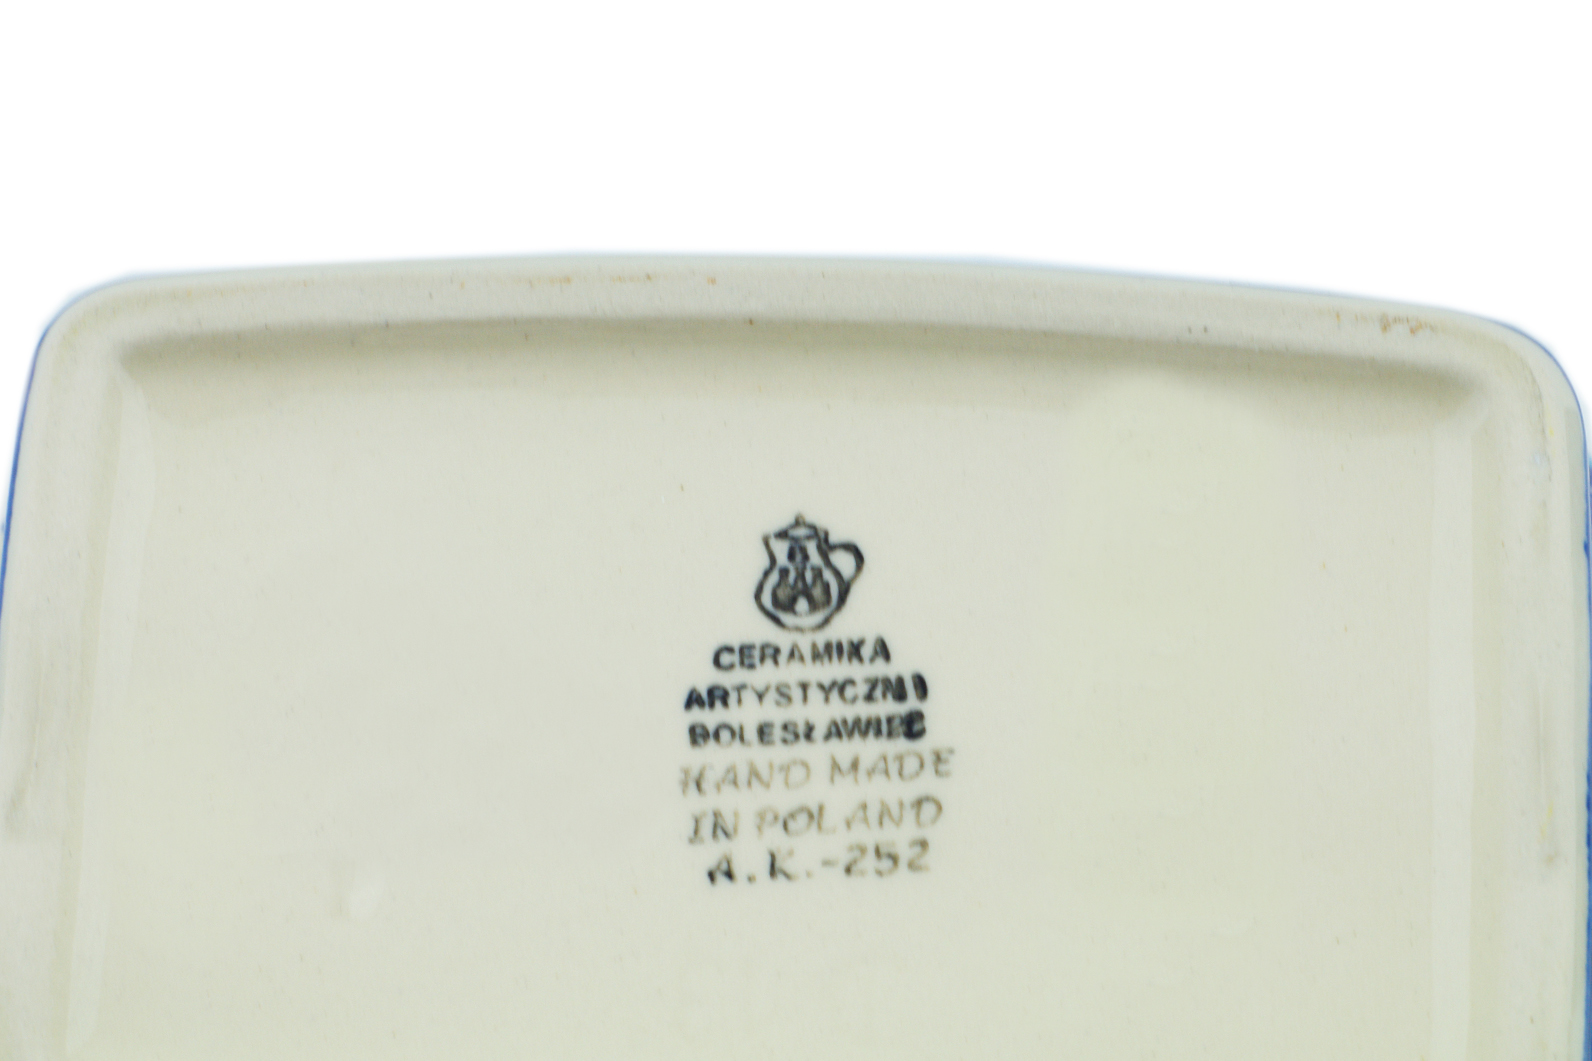 CERAMIKA
ARTYSTYCZNA
BOLESŁAWIEC
HAND MADE
IN POLAND
A.K.-252